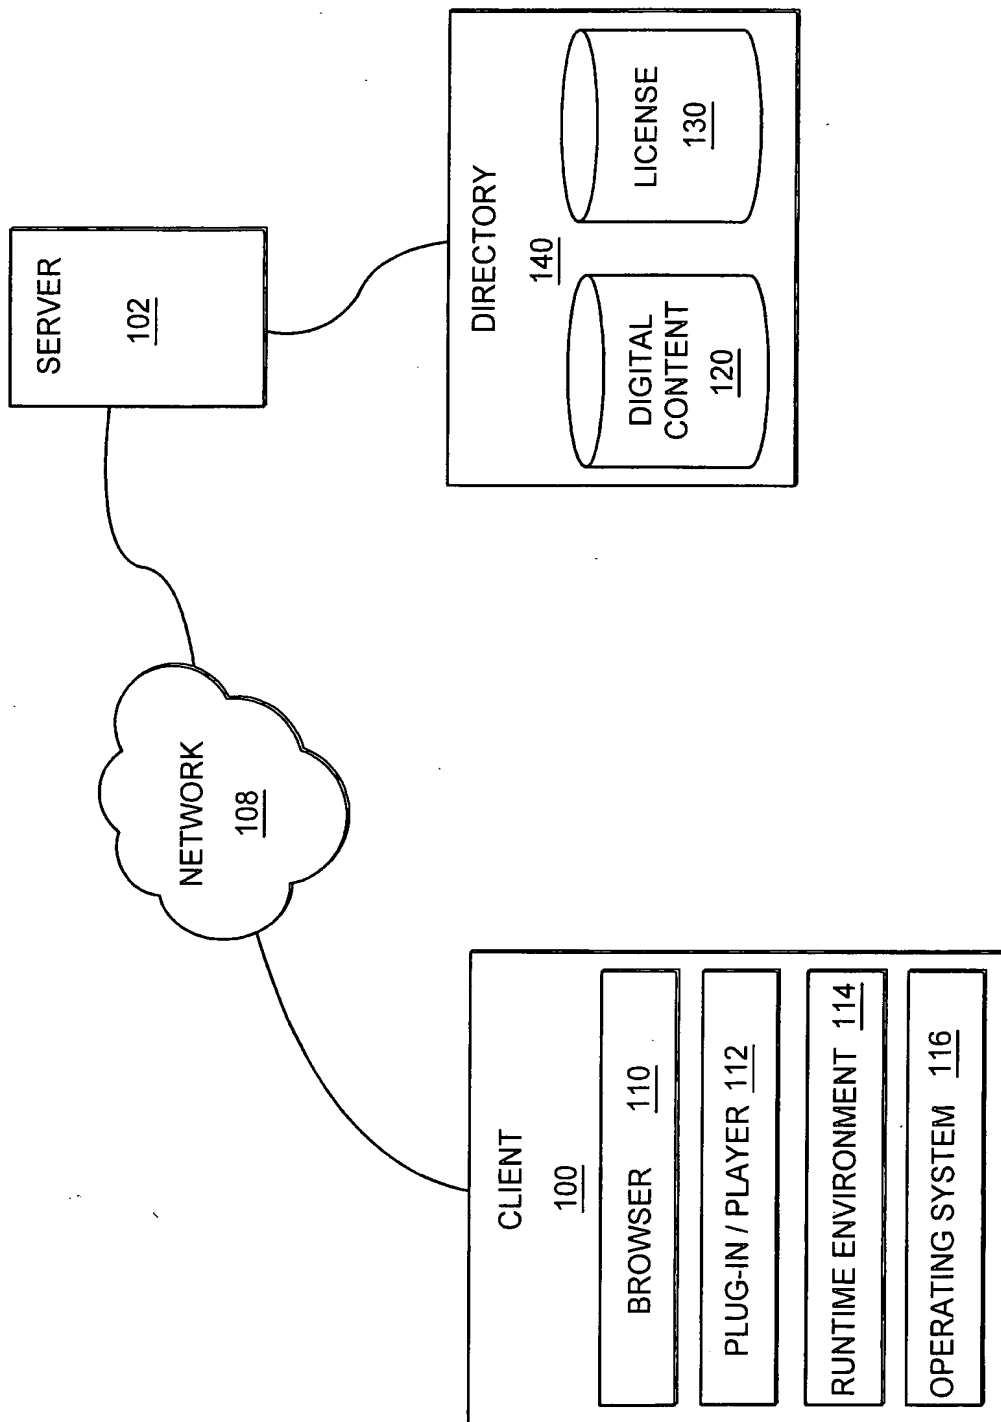 CLIENT
100
BROWSER 110
PLUG-IN / PLAYER 112
RUNTIME ENVIRONMENT 114
OPERATING SYSTEM 116
NETWORK
108
SERVER
102
DIRECTORY
140
DIGITAL
CONTENT
120
LICENSE
130